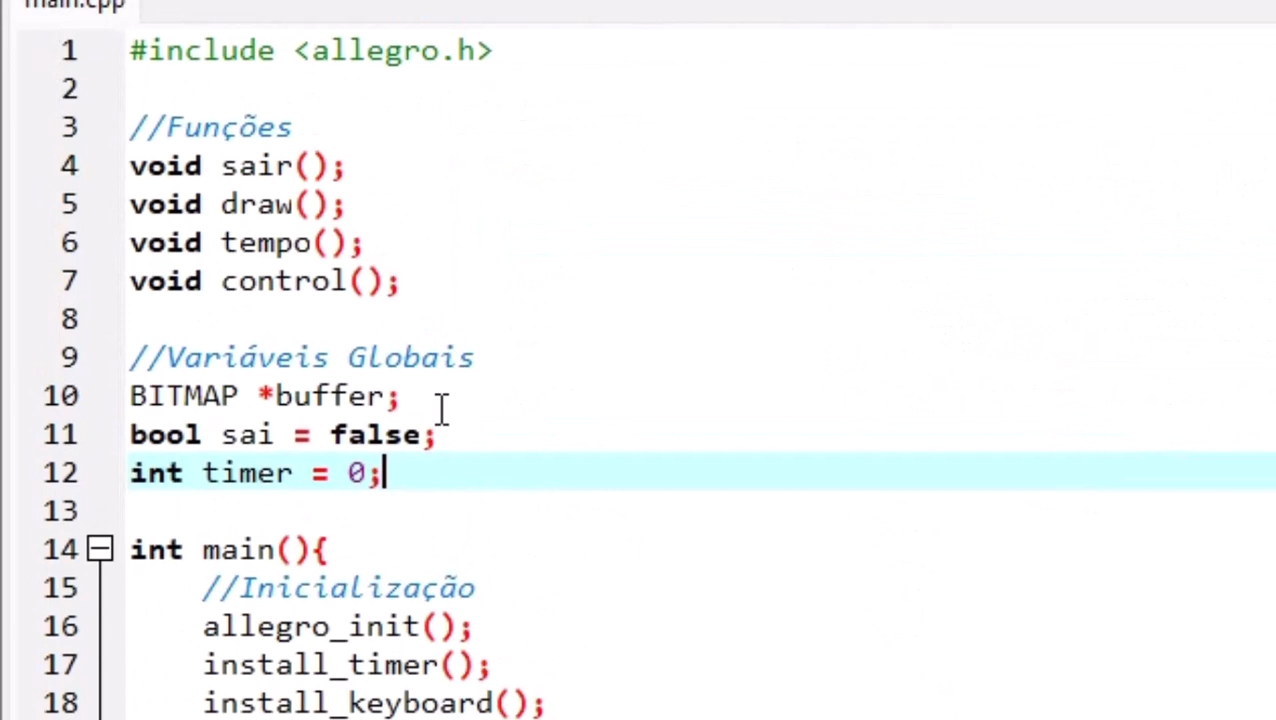 main.cpp
1 #include <allegro.h>
2
3 //Funções
4 void sair();
5 void draw();
6 void tempo();
7 void control();
8
9 //Variáveis Globais
10 BITMAP *buffer;
11 bool sai = false;
12 int timer = 0;
13
14 int main(){
15 //Inicialização
16 allegro_init();
17 install_timer();
18 install_keyboard();